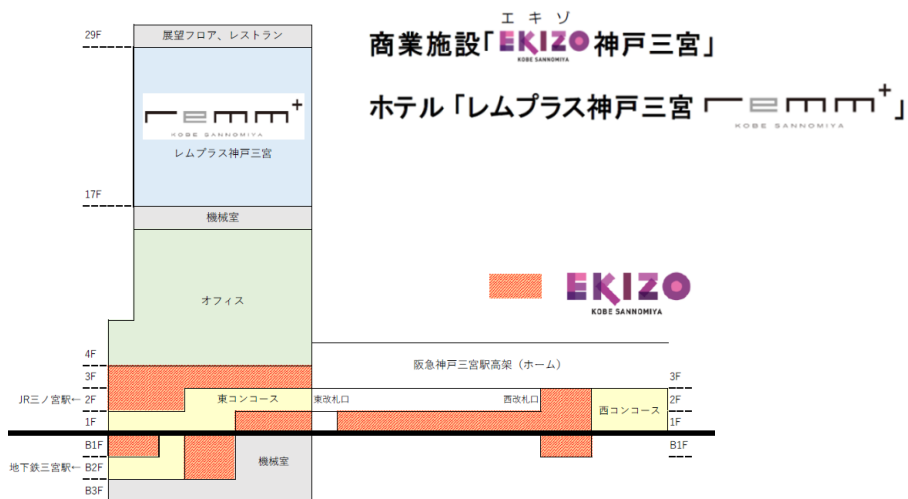 エキゾ
商業施設「EKIZO神戸三宮」
KOBE SANNOMIYA
ホテル「レムプラス神戸三宮 remm+」
KOBE SANNOMIYA
29F
展望フロア、レストラン
remm+
KOBE SANNOMIYA
レムプラス神戸三宮
17F
機械室
オフィス
EKIZO
KOBE SANNOMIYA
4F
阪急神戸三宮駅高架（ホーム）
3F
3F
JR三ノ宮駅←
2F
東コンコース
東改札口
西改札口
西コンコース
2F
1F
1F
B1F
B1F
地下鉄三宮駅←
B2F
機械室
B3F